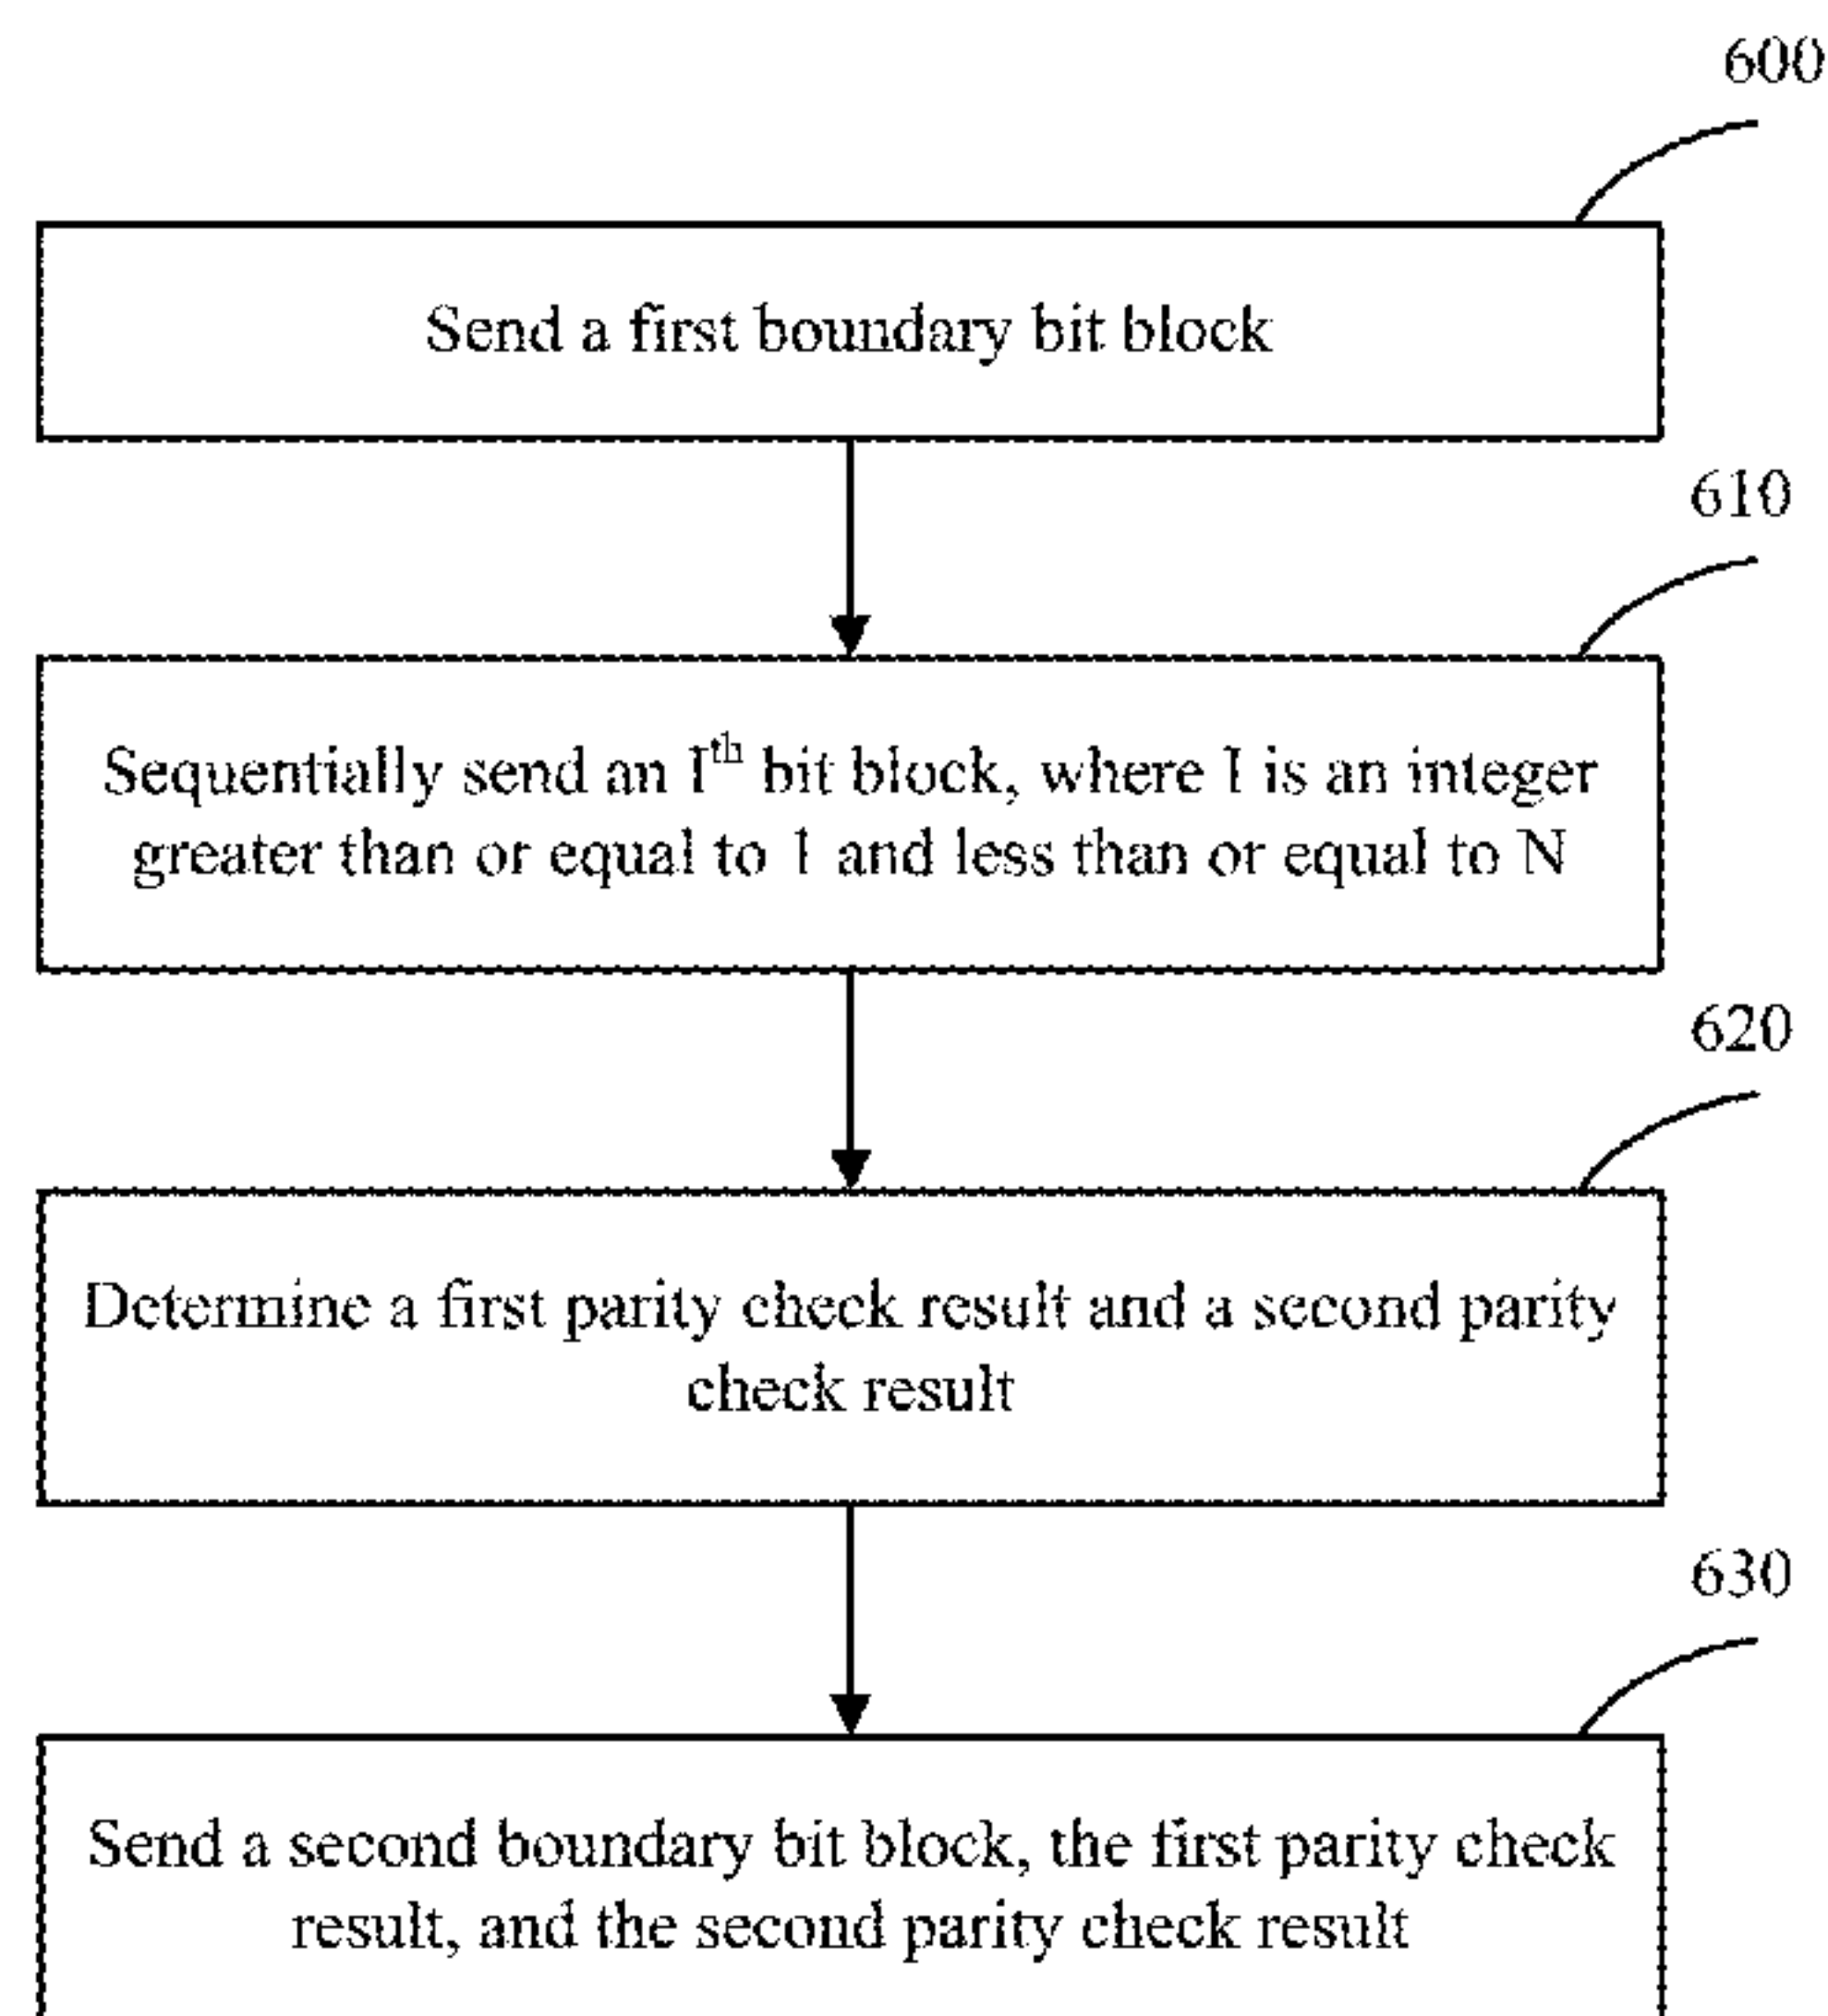 600
Send a first boundary bit block
610
Sequentially send an Ith bit block, where I is an integer
greater than or equal to 1 and less than or equal to N
620
Determine a first parity check result and a second parity
check result
630
Send a second boundary bit block, the first parity check
result, and the second parity check result